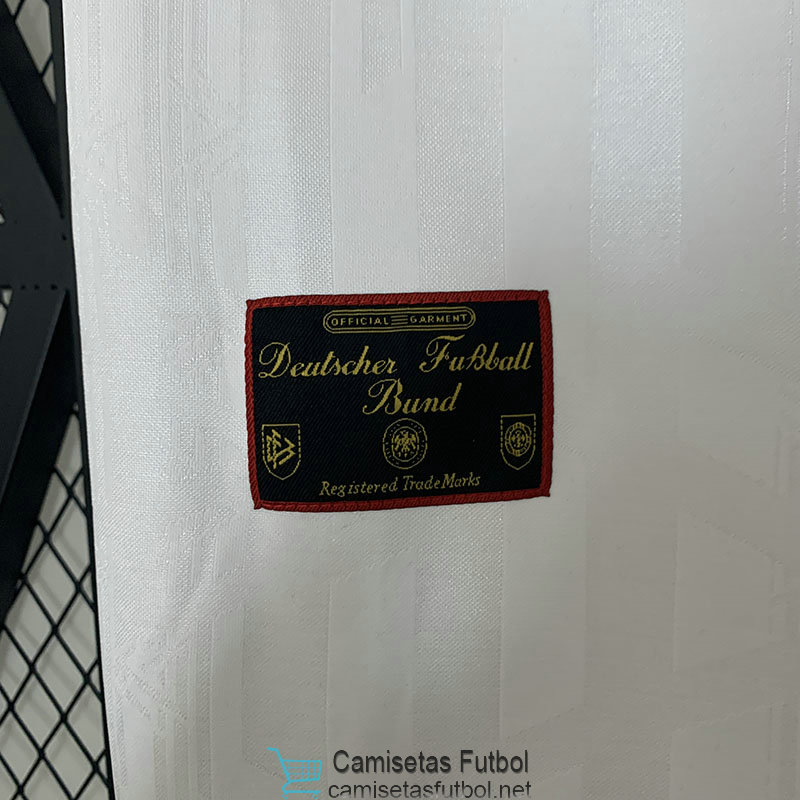 OFFICIAL GARMENT
Deutscher Fußball
Bund
Registered TradeMarks
Camisetas Futbol
camisetasfutbol.net